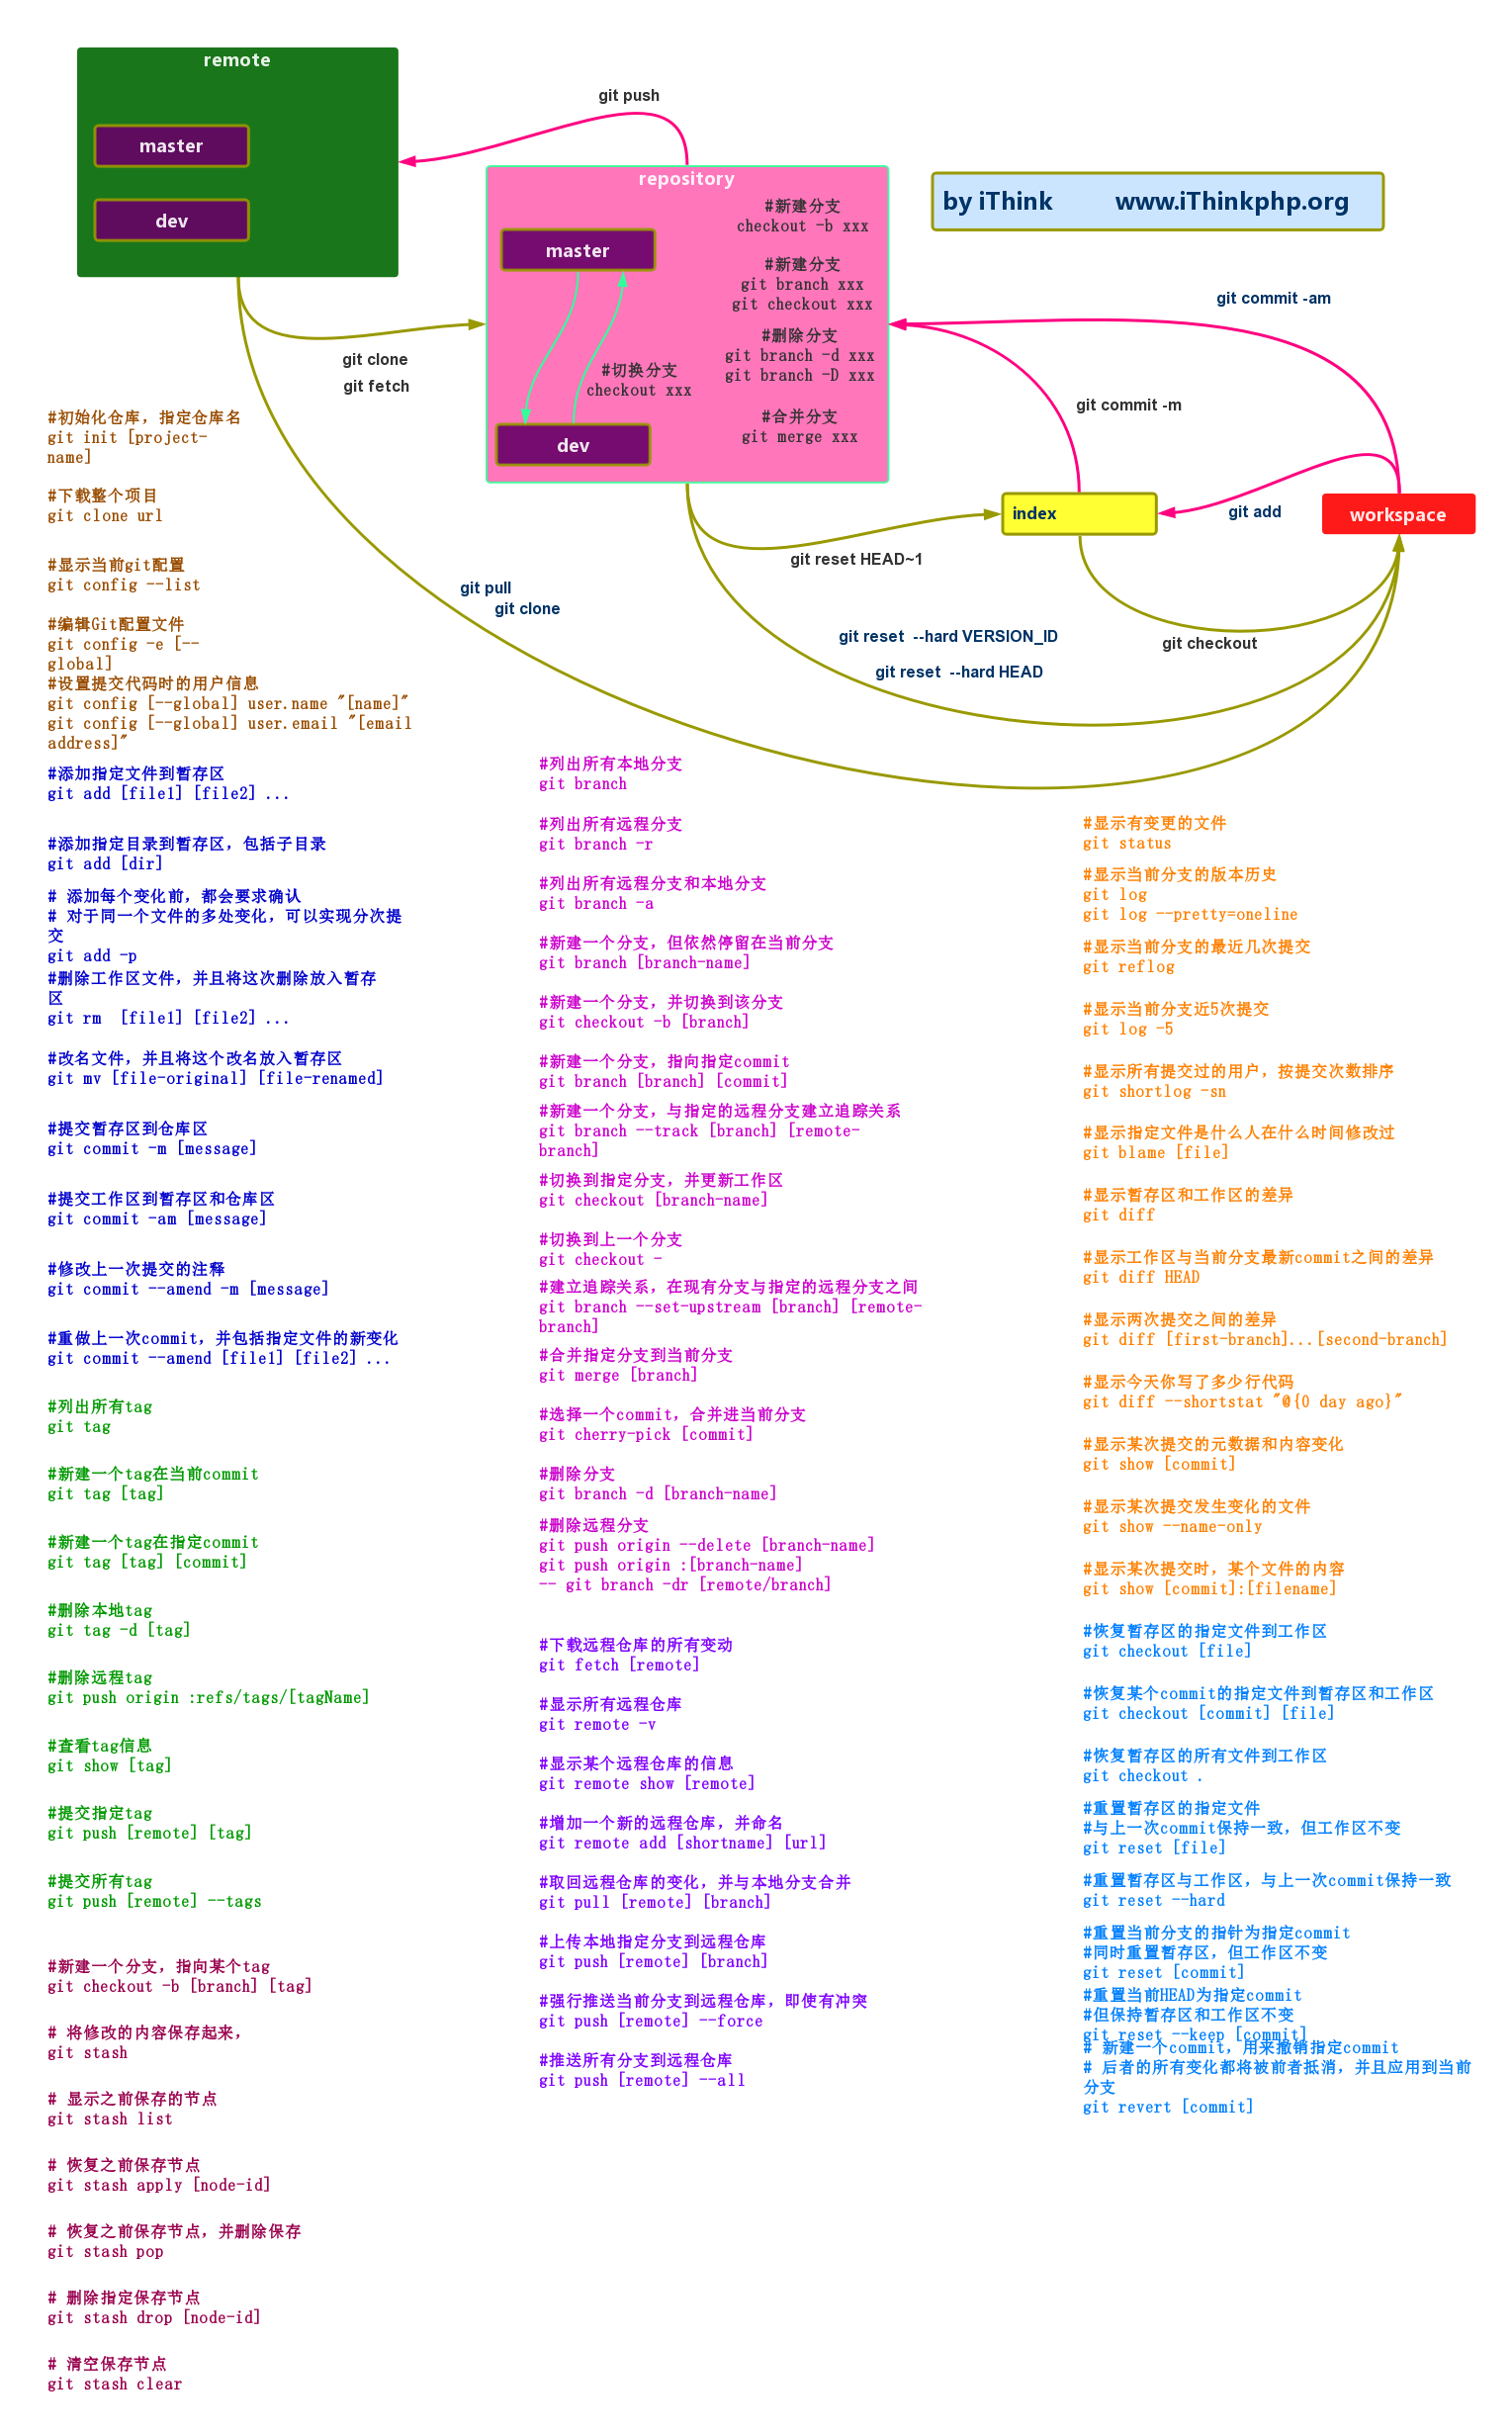 remote
master
dev
git push
repository
master
dev
#切换分支
checkout xxx
#新建分支
checkout -b xxx
#新建分支
git branch xxx
git checkout xxx
#删除分支
git branch -d xxx
git branch -D xxx
#合并分支
git merge xxx
by iThink www.iThinkphp.org
git commit -am
git commit -m
index
git add
workspace
git clone
git fetch
git reset HEAD~1
git pull
git clone
git reset --hard VERSION_ID
git reset --hard HEAD
git checkout
#初始化仓库，指定仓库名
git init [project-
name]
#下载整个项目
git clone url
#显示当前git配置
git config --list
#编辑Git配置文件
git config -e [--
global]
#设置提交代码时的用户信息
git config [--global] user.name "[name]"
git config [--global] user.email "[email
address]"
#添加指定文件到暂存区
git add [file1] [file2] ...
#添加指定目录到暂存区，包括子目录
git add [dir]
# 添加每个变化前，都会要求确认
# 对于同一个文件的多处变化，可以实现分次提
交
git add -p
#删除工作区文件，并且将这次删除放入暂存
区
git rm  [file1] [file2] ...
#改名文件，并且将这个改名放入暂存区
git mv [file-original] [file-renamed]
#提交暂存区到仓库区
git commit -m [message]
#提交工作区到暂存区和仓库区
git commit -am [message]
#修改上一次提交的注释
git commit --amend -m [message]
#重做上一次commit，并包括指定文件的新变化
git commit --amend [file1] [file2] ...
#列出所有tag
git tag
#新建一个tag在当前commit
git tag [tag]
#新建一个tag在指定commit
git tag [tag] [commit]
#删除本地tag
git tag -d [tag]
#删除远程tag
git push origin :refs/tags/[tagName]
#查看tag信息
git show [tag]
#提交指定tag
git push [remote] [tag]
#提交所有tag
git push [remote] --tags
#新建一个分支，指向某个tag
git checkout -b [branch] [tag]
# 将修改的内容保存起来，
git stash
# 显示之前保存的节点
git stash list
# 恢复之前保存节点
git stash apply [node-id]
# 恢复之前保存节点，并删除保存
git stash pop
# 删除指定保存节点
git stash drop [node-id]
# 清空保存节点
git stash clear
#列出所有本地分支
git branch
#列出所有远程分支
git branch -r
#列出所有远程分支和本地分支
git branch -a
#新建一个分支，但依然停留在当前分支
git branch [branch-name]
#新建一个分支，并切换到该分支
git checkout -b [branch]
#新建一个分支，指向指定commit
git branch [branch] [commit]
#新建一个分支，与指定的远程分支建立追踪关系
git branch --track [branch] [remote-
branch]
#切换到指定分支，并更新工作区
git checkout [branch-name]
#切换到上一个分支
git checkout -
#建立追踪关系，在现有分支与指定的远程分支之间
git branch --set-upstream [branch] [remote-
branch]
#合并指定分支到当前分支
git merge [branch]
#选择一个commit，合并进当前分支
git cherry-pick [commit]
#删除分支
git branch -d [branch-name]
#删除远程分支
git push origin --delete [branch-name]
git push origin :[branch-name]
-- git branch -dr [remote/branch]
#下载远程仓库的所有变动
git fetch [remote]
#显示所有远程仓库
git remote -v
#显示某个远程仓库的信息
git remote show [remote]
#增加一个新的远程仓库，并命名
git remote add [shortname] [url]
#取回远程仓库的变化，并与本地分支合并
git pull [remote] [branch]
#上传本地指定分支到远程仓库
git push [remote] [branch]
#强行推送当前分支到远程仓库，即使有冲突
git push [remote] --force
#推送所有分支到远程仓库
git push [remote] --all
#显示有变更的文件
git status
#显示当前分支的版本历史
git log
git log --pretty=oneline
#显示当前分支的最近几次提交
git reflog
#显示当前分支近5次提交
git log -5
#显示所有提交过的用户，按提交次数排序
git shortlog -sn
#显示指定文件是什么人在什么时间修改过
git blame [file]
#显示暂存区和工作区的差异
git diff
#显示工作区与当前分支最新commit之间的差异
git diff HEAD
#显示两次提交之间的差异
git diff [first-branch]...[second-branch]
#显示今天你写了多少行代码
git diff --shortstat "@{0 day ago}"
#显示某次提交的元数据和内容变化
git show [commit]
#显示某次提交发生变化的文件
git show --name-only
#显示某次提交时，某个文件的内容
git show [commit]:[filename]
#恢复暂存区的指定文件到工作区
git checkout [file]
#恢复某个commit的指定文件到暂存区和工作区
git checkout [commit] [file]
#恢复暂存区的所有文件到工作区
git checkout .
#重置暂存区的指定文件
#与上一次commit保持一致，但工作区不变
git reset [file]
#重置暂存区与工作区，与上一次commit保持一致
git reset --hard
#重置当前分支的指针为指定commit
#同时重置暂存区，但工作区不变
git reset [commit]
#重置当前HEAD为指定commit
#但保持暂存区和工作区不变
git reset --keep [commit]
# 新建一个commit，用来撤销指定commit
# 后者的所有变化都将被前者抵消，并且应用到当前
分支
git revert [commit]